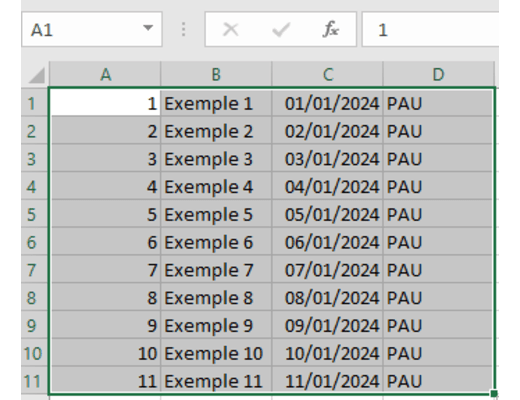 A1 fx 1
A B C D
1 1 Exemple 1 01/01/2024 PAU
2 2 Exemple 2 02/01/2024 PAU
3 3 Exemple 3 03/01/2024 PAU
4 4 Exemple 4 04/01/2024 PAU
5 5 Exemple 5 05/01/2024 PAU
6 6 Exemple 6 06/01/2024 PAU
7 7 Exemple 7 07/01/2024 PAU
8 8 Exemple 8 08/01/2024 PAU
9 9 Exemple 9 09/01/2024 PAU
10 10 Exemple 10 10/01/2024 PAU
11 11 Exemple 11 11/01/2024 PAU